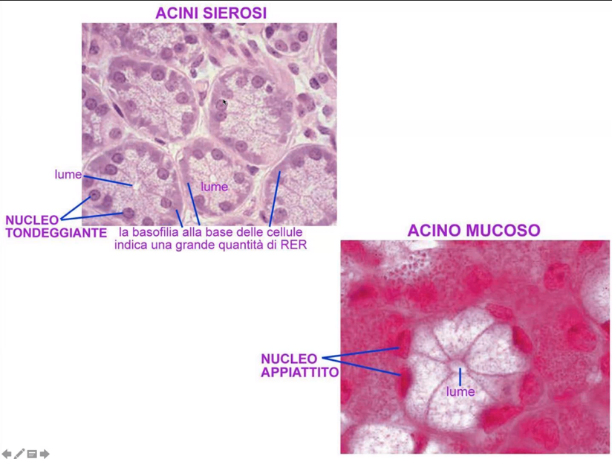 ACINI SIEROSI
lume
lume
NUCLEO
TONDEGGIANTE
la basofilia alla base delle cellule
indica una grande quantità di RER
ACINO MUCOSO
NUCLEO
APPIATTITO
lume